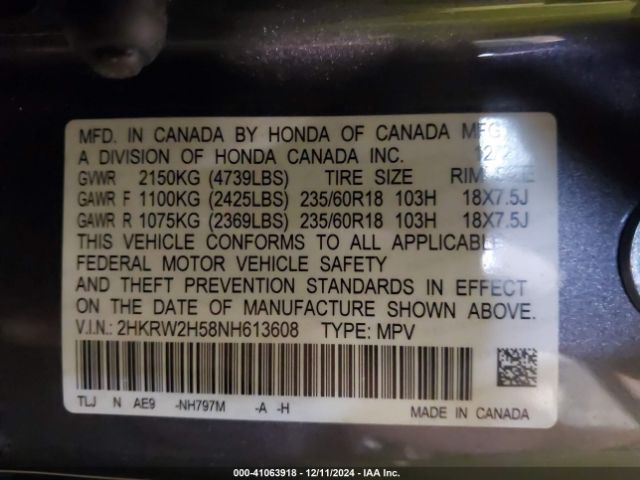 MFD. IN CANADA BY HONDA OF CANADA MFG
A DIVISION OF HONDA CANADA INC.
GVWR 2150KG (4739LBS) TIRE SIZE RIM SIZE
GAWR F 1100KG (2425LBS) 235/60R18 103H 18X7.5J
GAWR R 1075KG (2369LBS) 235/60R18 103H 18X7.5J
THIS VEHICLE CONFORMS TO ALL APPLICABLE
FEDERAL MOTOR VEHICLE SAFETY
AND THEFT PREVENTION STANDARDS IN EFFECT
ON THE DATE OF MANUFACTURE SHOWN ABOVE.
V.I.N.: 2HKRW2H58NH613608 TYPE: MPV
TLJ N AE9 -NH797M -A -H
MADE IN CANADA
000-41063918 - 12/11/2024 - IAA Inc.